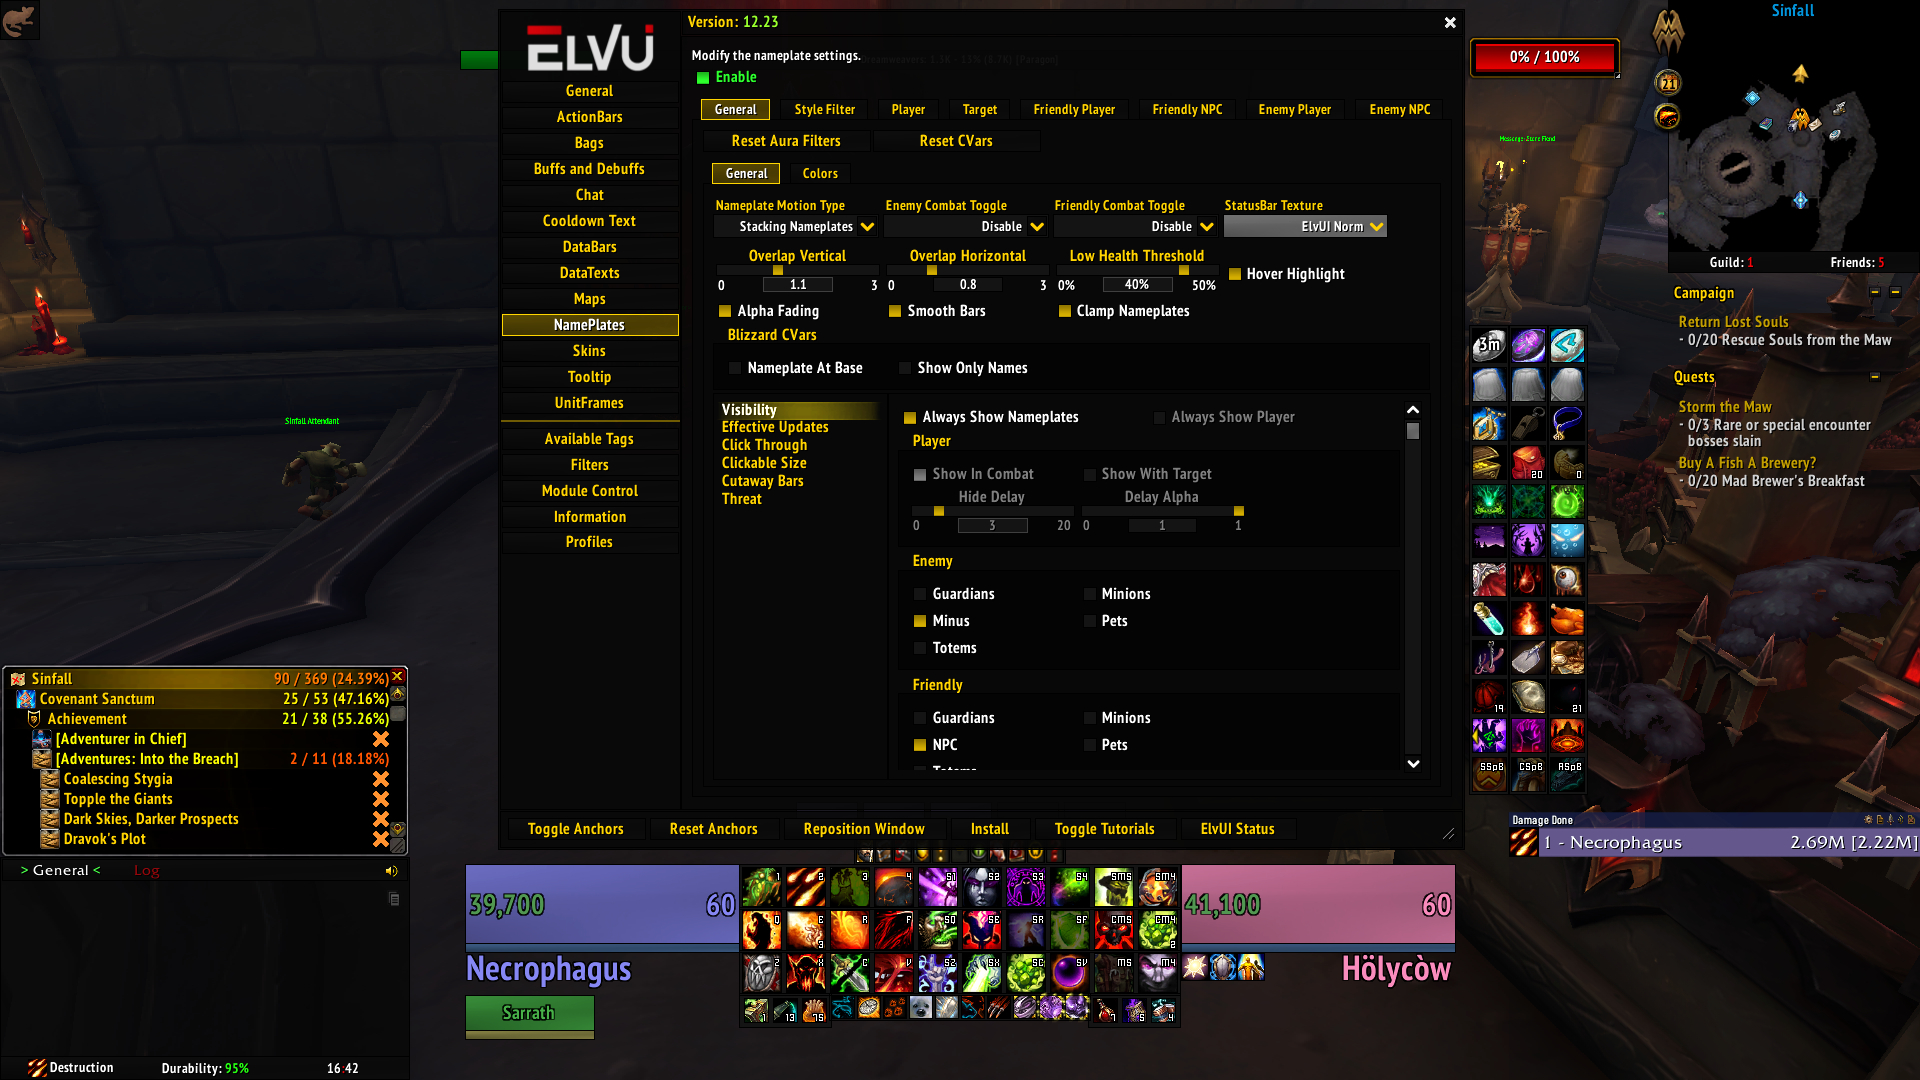 ELVUI
Version: 12.23
Modify the nameplate settings.
Enable
General
ActionBars
Bags
Buffs and Debuffs
Chat
Cooldown Text
DataBars
DataTexts
Maps
NamePlates
Skins
Tooltip
UnitFrames
Available Tags
Filters
Module Control
Information
Profiles
General Style Filter Player Target Friendly Player Friendly NPC Enemy Player Enemy NPC
Reset Aura Filters Reset CVars
General Colors
Nameplate Motion Type Enemy Combat Toggle Friendly Combat Toggle StatusBar Texture
Stacking Nameplates Disable Disable ElvUI Norm
Overlap Vertical Overlap Horizontal Low Health Threshold
Hover Highlight
0 1.1 3 0 0.8 3 0% 40% 50%
Alpha Fading Smooth Bars Clamp Nameplates
Blizzard CVars
Nameplate At Base Show Only Names
Visibility
Effective Updates
Click Through
Clickable Size
Cutaway Bars
Threat
Always Show Nameplates Always Show Player
Player
Show In Combat Show With Target
Hide Delay Delay Alpha
0 3 20 0 1 1
Enemy
Guardians Minions
Minus Pets
Totems
Friendly
Guardians Minions
NPC Pets
Totems
Toggle Anchors Reset Anchors Reposition Window Install Toggle Tutorials ElvUI Status
0% / 100%
Sinfall
21
Guild: 1 Friends: 5
Campaign
Return Lost Souls
- 0/20 Rescue Souls from the Maw
Quests
Storm the Maw
- 0/3 Rare or special encounter
bosses slain
Buy A Fish A Brewery?
- 0/20 Mad Brewer's Breakfast
Sinfall Attendant
3m
20 0
19 21
SSpB CSpB ASpB
Damage Done
1 - Necrophagus 2.69M [2.22M]
Sinfall 90 / 369 (24.39%)
Covenant Sanctum 25 / 53 (47.16%)
Achievement 21 / 38 (55.26%)
[Adventurer in Chief]
[Adventures: Into the Breach] 2 / 11 (18.18%)
Coalescing Stygia
Topple the Giants
Dark Skies, Darker Prospects
Dravok's Plot
> General < Log
39,700 60
Necrophagus
Sarrath
41,100 60
Hölycòw
Destruction Durability: 95% 16:42